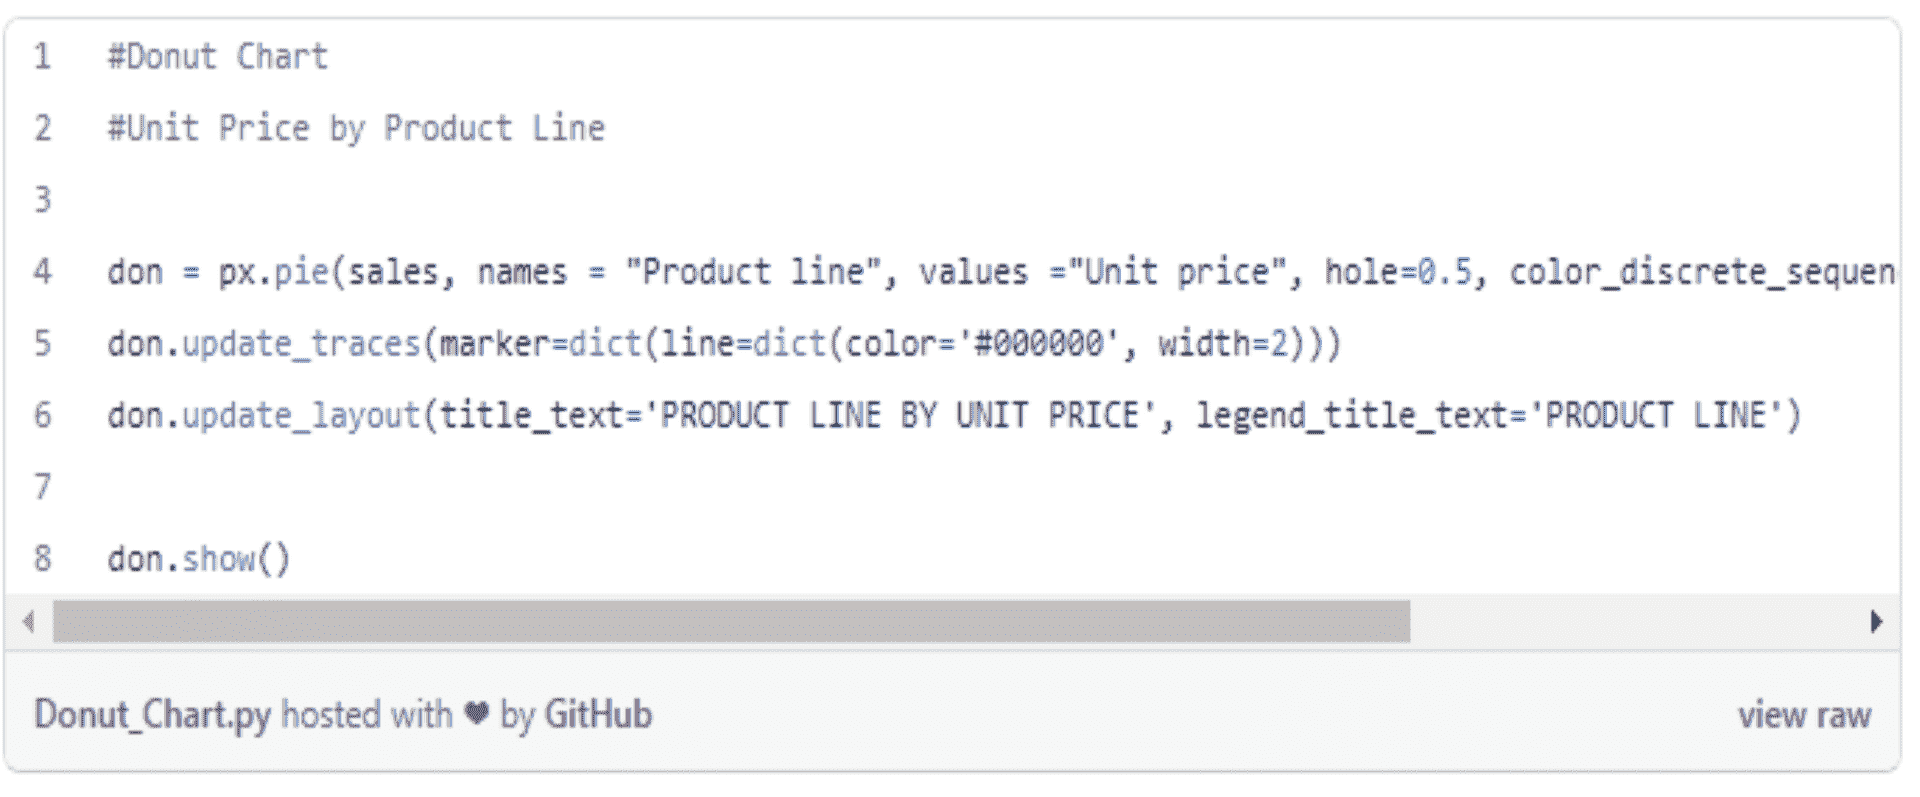 1 #Donut Chart
2 #Unit Price by Product Line
3
4 don = px.pie(sales, names = "Product line", values ="Unit price", hole=0.5, color_discrete_sequen
5 don.update_traces(marker=dict(line=dict(color='#000000', width=2)))
6 don.update_layout(title_text='PRODUCT LINE BY UNIT PRICE', legend_title_text='PRODUCT LINE')
7
8 don.show()
Donut_Chart.py hosted with ❤ by GitHub view raw